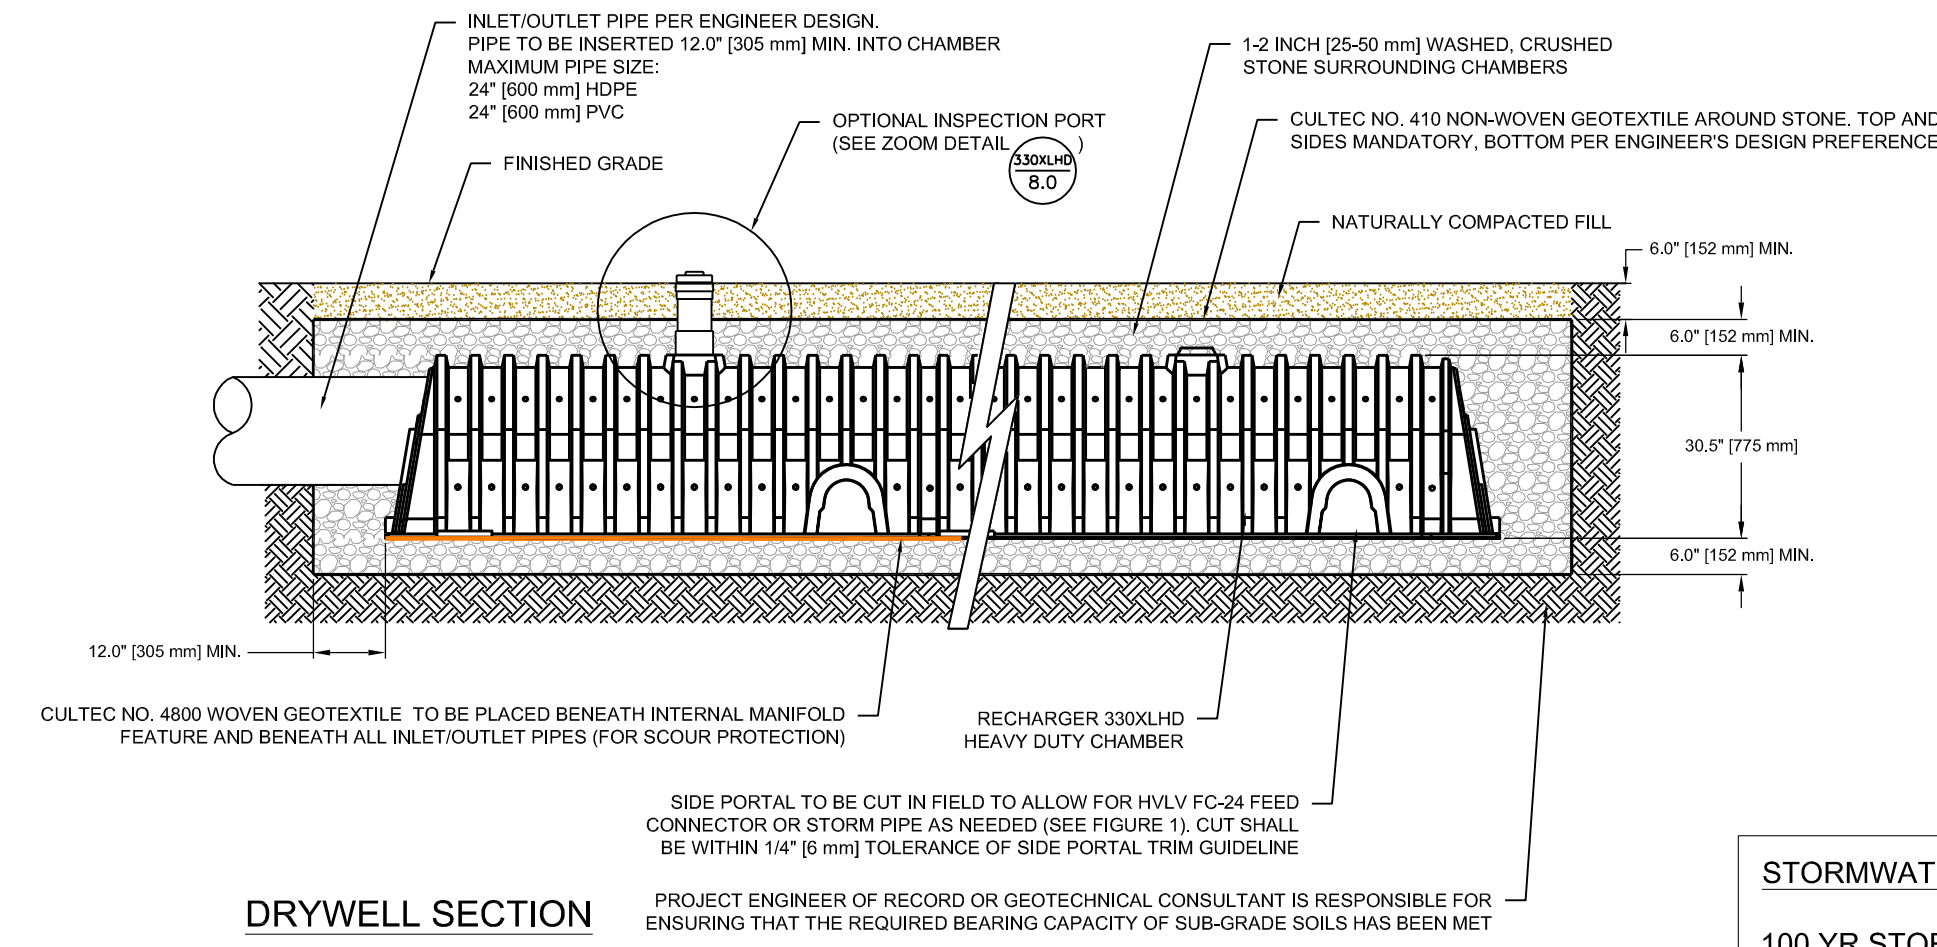 INLET/OUTLET PIPE PER ENGINEER DESIGN.
PIPE TO BE INSERTED 12.0" [305 mm] MIN. INTO CHAMBER
MAXIMUM PIPE SIZE:
24" [600 mm] HDPE
24" [600 mm] PVC
1-2 INCH [25-50 mm] WASHED, CRUSHED
STONE SURROUNDING CHAMBERS
OPTIONAL INSPECTION PORT
(SEE ZOOM DETAIL )
330XLHD
8.0
CULTEC NO. 410 NON-WOVEN GEOTEXTILE AROUND STONE. TOP AND
SIDES MANDATORY, BOTTOM PER ENGINEER'S DESIGN PREFERENCE
FINISHED GRADE
NATURALLY COMPACTED FILL
6.0" [152 mm] MIN.
6.0" [152 mm] MIN.
30.5" [775 mm]
6.0" [152 mm] MIN.
12.0" [305 mm] MIN.
CULTEC NO. 4800 WOVEN GEOTEXTILE TO BE PLACED BENEATH INTERNAL MANIFOLD
FEATURE AND BENEATH ALL INLET/OUTLET PIPES (FOR SCOUR PROTECTION)
RECHARGER 330XLHD
HEAVY DUTY CHAMBER
SIDE PORTAL TO BE CUT IN FIELD TO ALLOW FOR HVLV FC-24 FEED
CONNECTOR OR STORM PIPE AS NEEDED (SEE FIGURE 1). CUT SHALL
BE WITHIN 1/4" [6 mm] TOLERANCE OF SIDE PORTAL TRIM GUIDELINE
PROJECT ENGINEER OF RECORD OR GEOTECHNICAL CONSULTANT IS RESPONSIBLE FOR
ENSURING THAT THE REQUIRED BEARING CAPACITY OF SUB-GRADE SOILS HAS BEEN MET
DRYWELL SECTION
STORMWAT
100 YR STOR